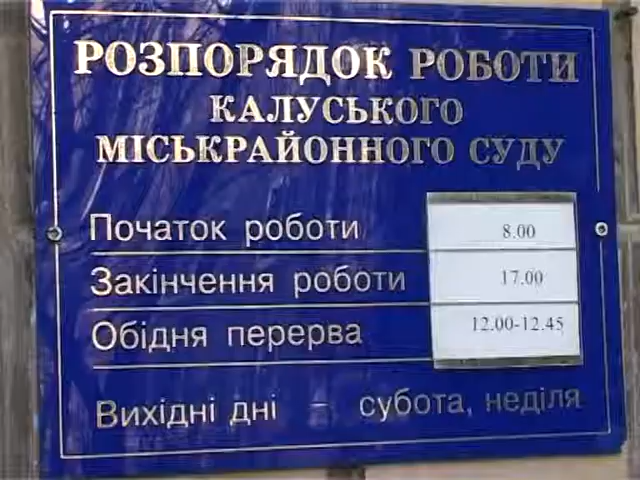 РОЗПОРЯДОК РОБОТИ
КАЛУСЬКОГО
МІСЬКРАЙОННОГО СУДУ
Початок роботи 8.00
Закінчення роботи 17.00
Обідня перерва 12.00-12.45
Вихідні дні – субота, неділя